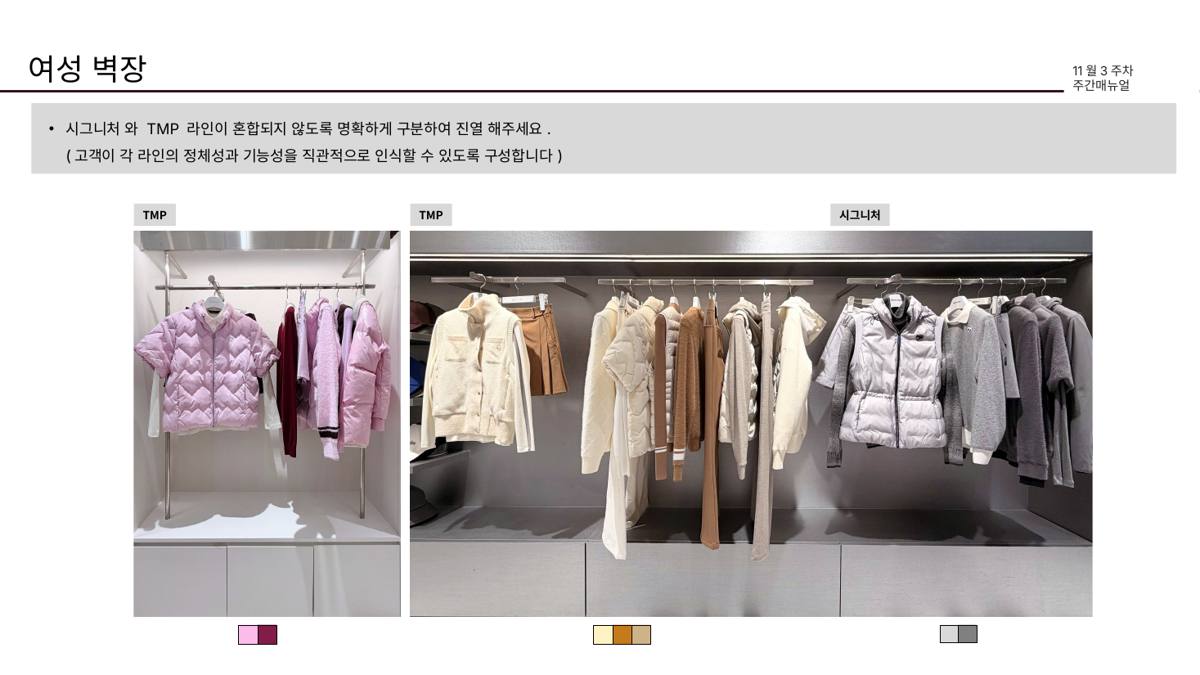 여성 벽장
11 월 3 주차
주간매뉴얼
• 시그니처 와 TMP 라인이 혼합되지 않도록 명확하게 구분하여 진열 해주세요 .
( 고객이 각 라인의 정체성과 기능성을 직관적으로 인식할 수 있도록 구성합니다 )
TMP
TMP
시그니처